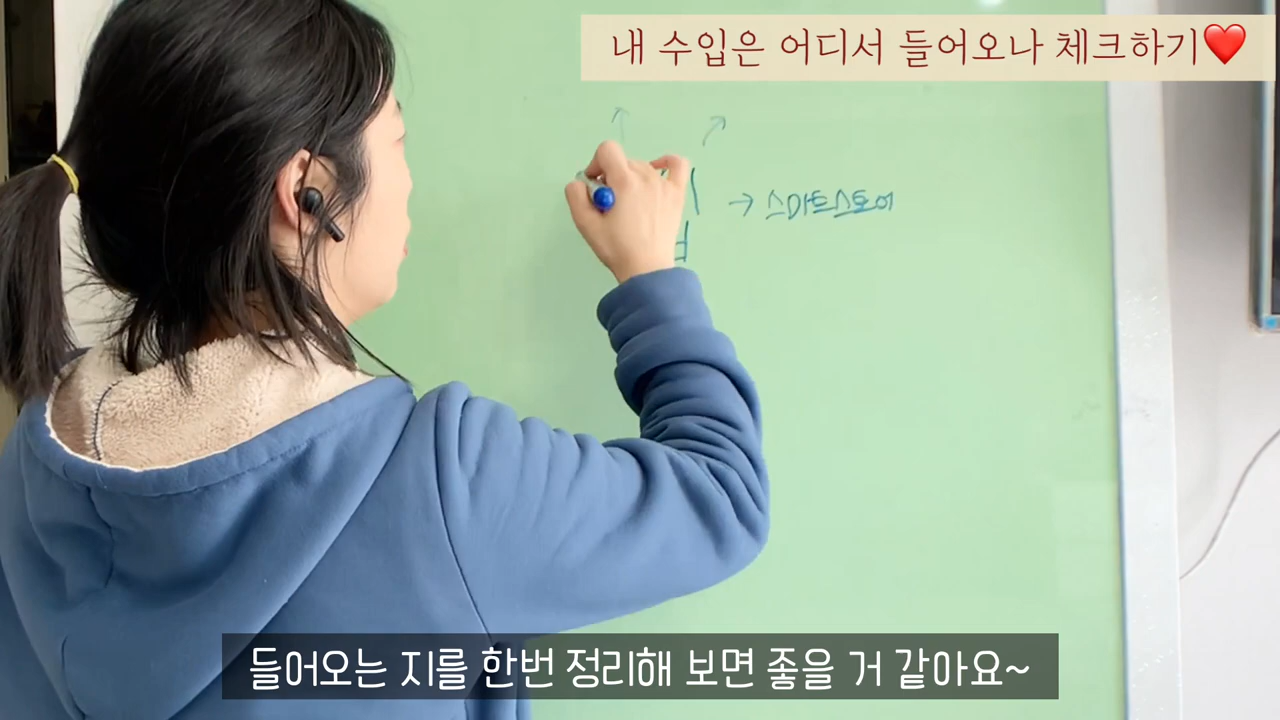 내 수입은 어디서 들어오나 체크하기❤️
→ 스마트스토어
들어오는 지를 한번 정리해 보면 좋을 거 같아요~